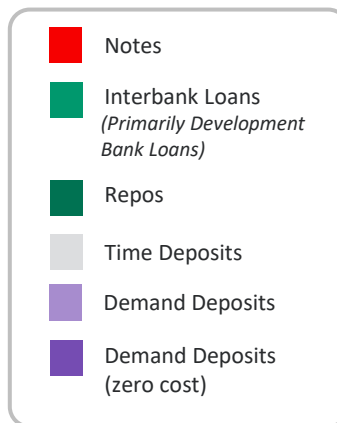 Notes
Interbank Loans
(Primarily Development
Bank Loans)
Repos
Time Deposits
Demand Deposits
Demand Deposits
(zero cost)